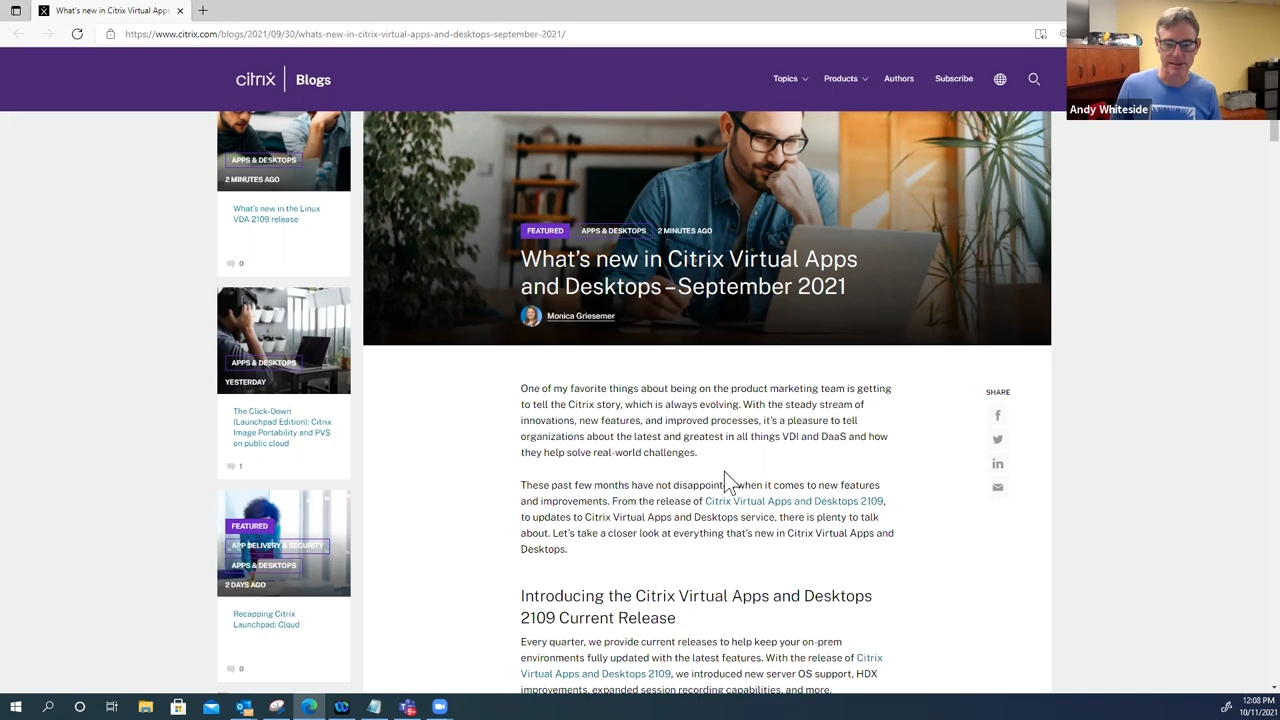 What's new in Citrix Virtual Apps
https://www.citrix.com/blogs/2021/09/30/whats-new-in-citrix-virtual-apps-and-desktops-september-2021/
citrix | Blogs
Topics
Products
Authors
Subscribe
Andy Whiteside
APPS & DESKTOPS
2 MINUTES AGO
What's new in the Linux
VDA 2109 release
0
APPS & DESKTOPS
YESTERDAY
The Click-Down
(Launchpad Edition): Citrix
Image Portability and PVS
on public cloud
1
FEATURED
APP DELIVERY & SECURITY
APPS & DESKTOPS
2 DAYS AGO
Recapping Citrix
Launchpad: Cloud
0
FEATURED APPS & DESKTOPS 2 MINUTES AGO
What's new in Citrix Virtual Apps
and Desktops – September 2021
Monica Griesemer
One of my favorite things about being on the product marketing team is getting
to tell the Citrix story, which is always evolving. With the steady stream of
innovations, new features, and improved processes, it's a pleasure to tell
organizations about the latest and greatest in all things VDI and DaaS and how
they help solve real-world challenges.
These past few months have not when it comes to new features
and improvements. From the release of Citrix Virtual Apps and Desktops 2109,
to updates to Citrix Virtual Apps and Desktops service, there is plenty to talk
about. Let's take a closer look at everything that's new in Citrix Virtual Apps and
Desktops.
Introducing the Citrix Virtual Apps and Desktops
2109 Current Release
Every quarter, we provide current releases to help keep your on-prem
environments fully updated with the latest features. With the release of Citrix
Virtual Apps and Desktops 2109, we introduced new server OS support, HDX
improvements, expanded session recording capabilities, and more.
SHARE
12:08 PM
10/11/2021